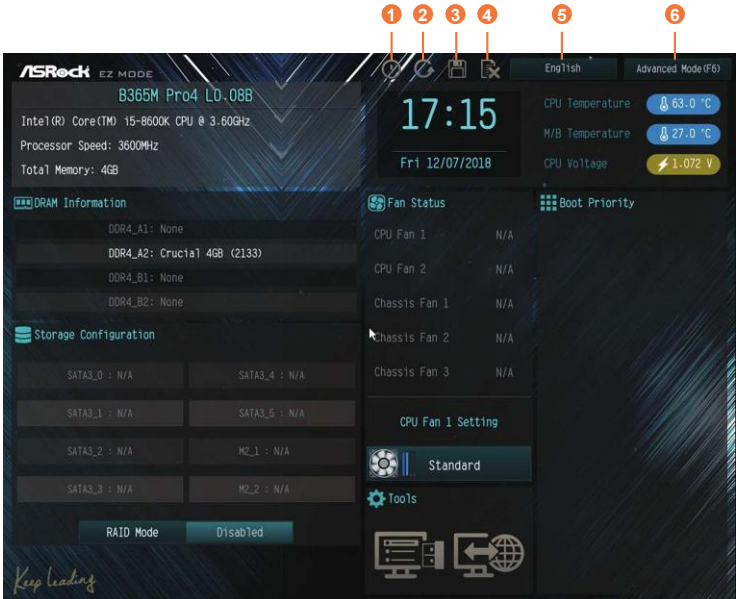 1 2 3 4 5 6
ASRock EZ MODE
English
Advanced Mode(F6)
B365M Pro4 L0.08B
Intel(R) Core(TM) i5-8600K CPU @ 3.60GHz
Processor Speed: 3600MHz
Total Memory: 4GB
17:15
Fri 12/07/2018
CPU Temperature 63.0 °C
M/B Temperature 27.0 °C
CPU Voltage 1.072 V
DRAM Information
DDR4_A1: None
DDR4_A2: Crucial 4GB (2133)
DDR4_B1: None
DDR4_B2: None
Storage Configuration
SATA3_0 : N/A SATA3_4 : N/A
SATA3_1 : N/A SATA3_5 : N/A
SATA3_2 : N/A M2_1 : N/A
SATA3_3 : N/A M2_2 : N/A
RAID Mode Disabled
Keep Leading
Fan Status
CPU Fan 1 N/A
CPU Fan 2 N/A
Chassis Fan 1 N/A
Chassis Fan 2 N/A
Chassis Fan 3 N/A
CPU Fan 1 Setting
Standard
Tools
Boot Priority